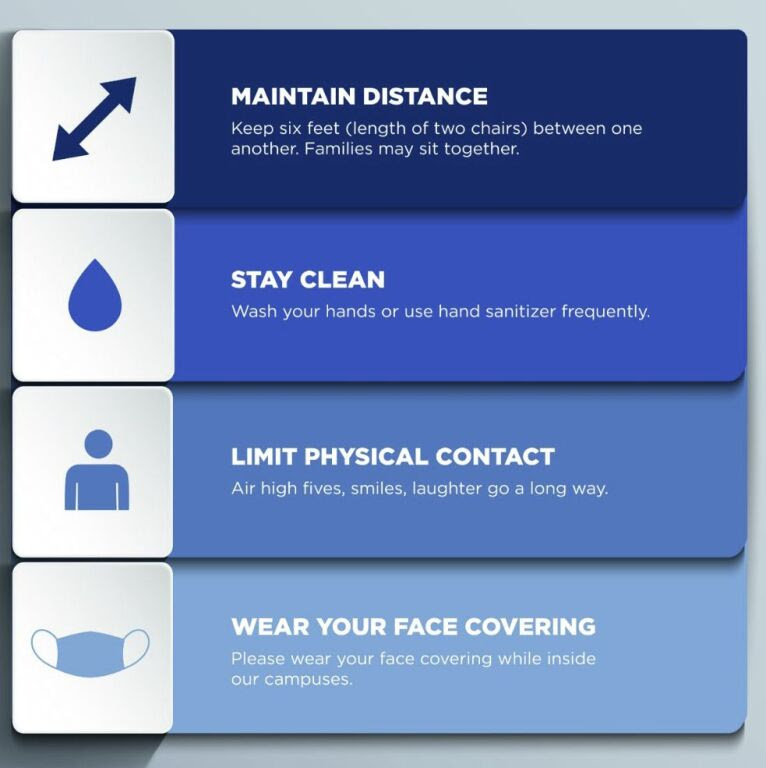 MAINTAIN DISTANCE
Keep six feet (length of two chairs) between one
another. Families may sit together.
STAY CLEAN
Wash your hands or use hand sanitizer frequently.
LIMIT PHYSICAL CONTACT
Air high fives, smiles, laughter go a long way.
WEAR YOUR FACE COVERING
Please wear your face covering while inside
our campuses.